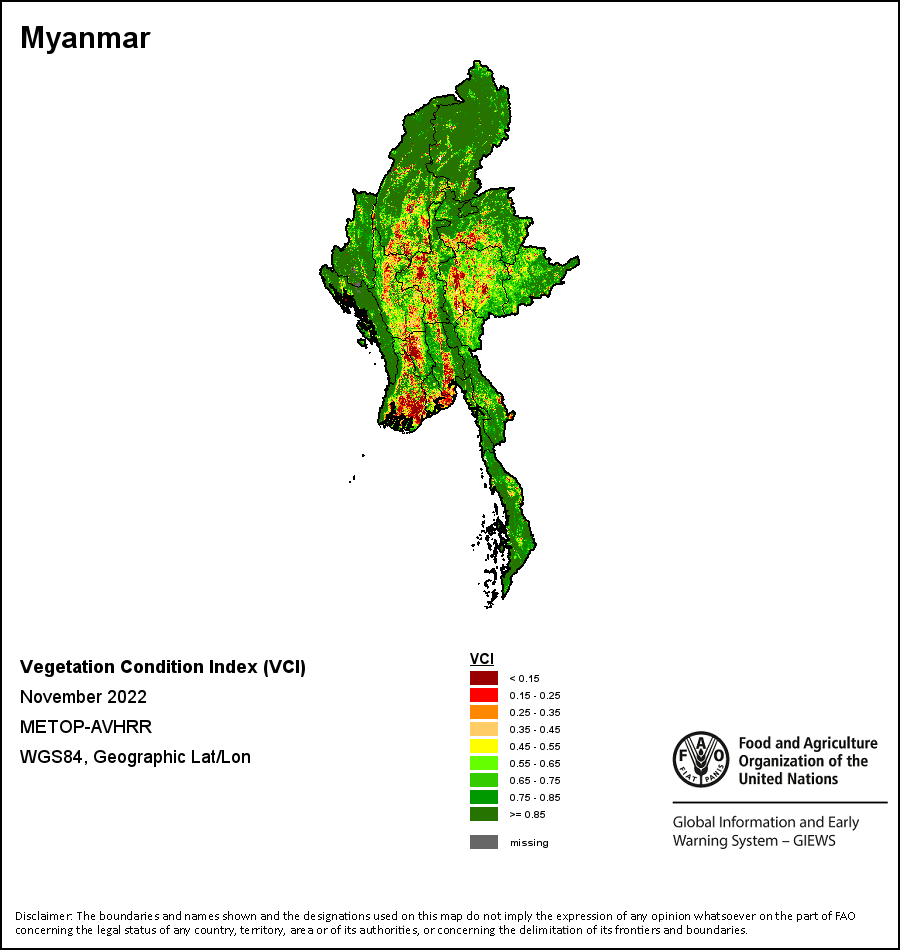 Myanmar
Vegetation Condition Index (VCI)
November 2022
METOP-AVHRR
WGS84, Geographic Lat/Lon
VCI
< 0.15
0.15 - 0.25
0.25 - 0.35
0.35 - 0.45
0.45 - 0.55
0.55 - 0.65
0.65 - 0.75
0.75 - 0.85
>= 0.85
missing
F A O
FIAT PANIS
Food and Agriculture
Organization of the
United Nations
Global Information and Early
Warning System – GIEWS
Disclaimer: The boundaries and names shown and the designations used on this map do not imply the expression of any opinion whatsoever on the part of FAO
concerning the legal status of any country, territory, area or of its authorities, or concerning the delimitation of its frontiers and boundaries.